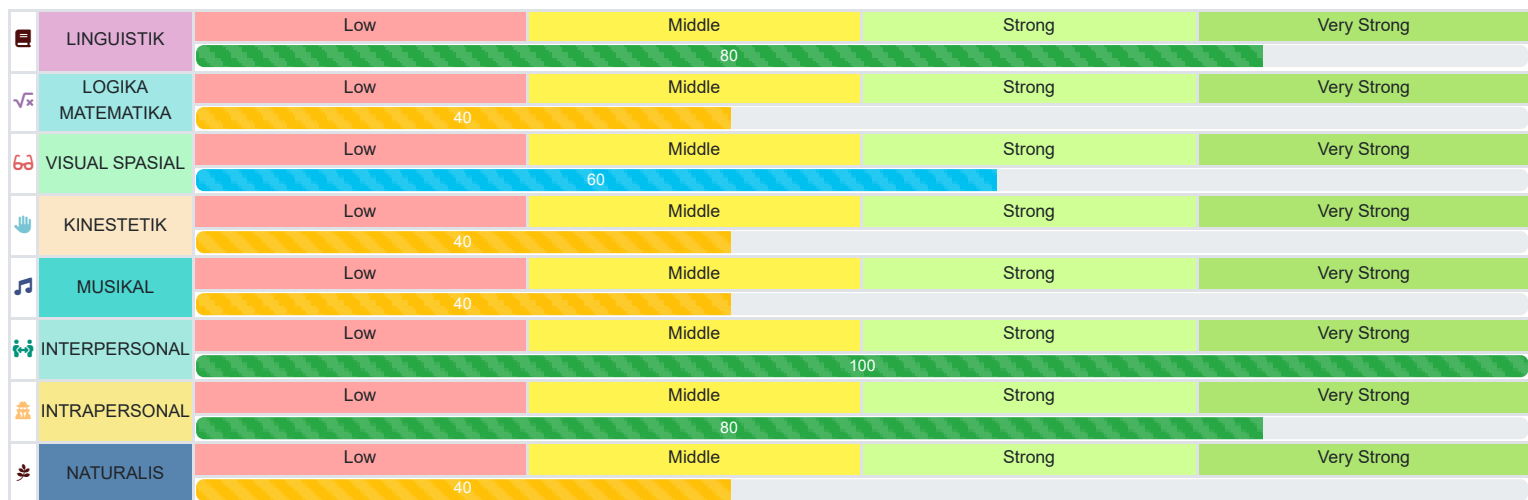 LINGUISTIK
Low Middle Strong Very Strong
80
LOGIKA
MATEMATIKA
Low Middle Strong Very Strong
40
VISUAL SPASIAL
Low Middle Strong Very Strong
60
KINESTETIK
Low Middle Strong Very Strong
40
MUSIKAL
Low Middle Strong Very Strong
40
INTERPERSONAL
Low Middle Strong Very Strong
100
INTRAPERSONAL
Low Middle Strong Very Strong
80
NATURALIS
Low Middle Strong Very Strong
40